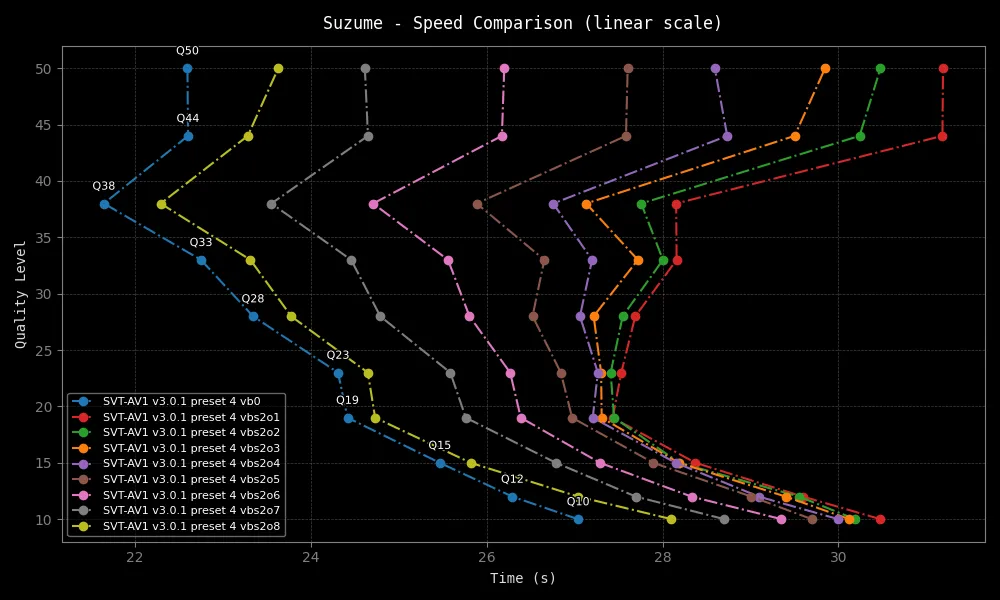 Suzume - Speed Comparison (linear scale)
Quality Level
50
45
40
35
30
25
20
15
10
Q50
Q44
Q38
Q33
Q28
Q23
Q19
Q15
Q12
Q10
SVT-AV1 v3.0.1 preset 4 vb0
SVT-AV1 v3.0.1 preset 4 vbs2o1
SVT-AV1 v3.0.1 preset 4 vbs2o2
SVT-AV1 v3.0.1 preset 4 vbs2o3
SVT-AV1 v3.0.1 preset 4 vbs2o4
SVT-AV1 v3.0.1 preset 4 vbs2o5
SVT-AV1 v3.0.1 preset 4 vbs2o6
SVT-AV1 v3.0.1 preset 4 vbs2o7
SVT-AV1 v3.0.1 preset 4 vbs2o8
22 24 26 28 30
Time (s)